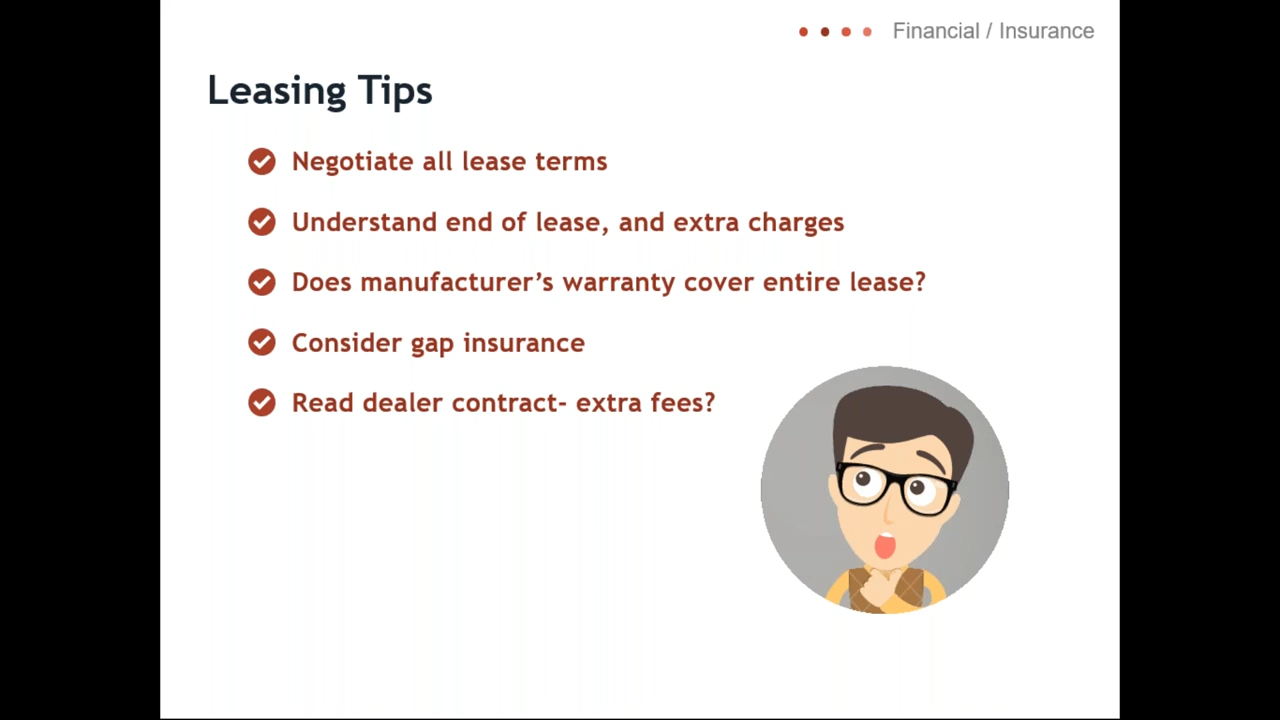 Financial / Insurance
Leasing Tips
Negotiate all lease terms
Understand end of lease, and extra charges
Does manufacturer’s warranty cover entire lease?
Consider gap insurance
Read dealer contract- extra fees?